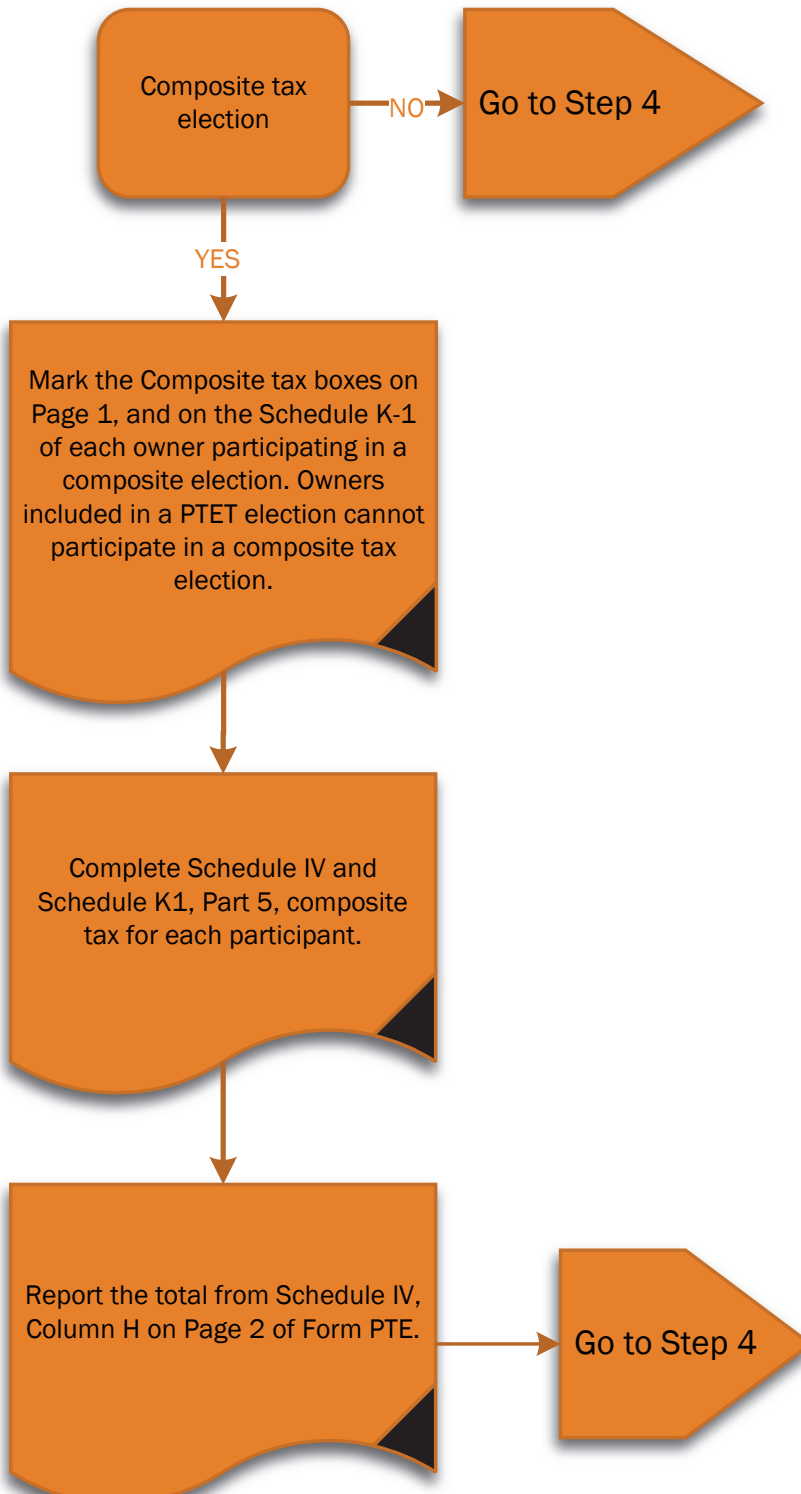 Composite tax
election
NO
Go to Step 4
YES
Mark the Composite tax boxes on
Page 1, and on the Schedule K-1
of each owner participating in a
composite election. Owners
included in a PTET election cannot
participate in a composite tax
election.
Complete Schedule IV and
Schedule K1, Part 5, composite
tax for each participant.
Report the total from Schedule IV,
Column H on Page 2 of Form PTE.
Go to Step 4